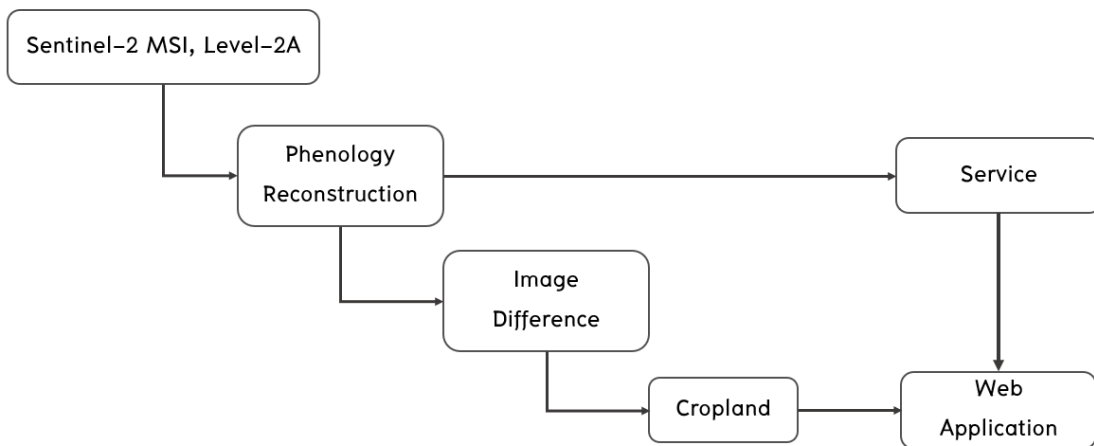 Sentinel-2 MSI, Level-2A
Phenology
Reconstruction
Service
Image
Difference
Cropland
Web
Application